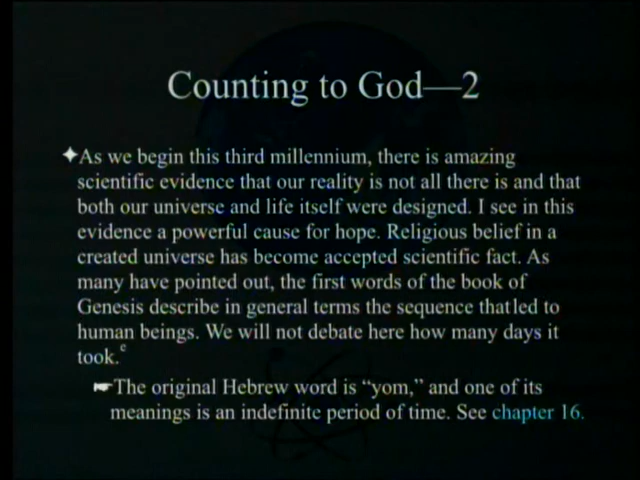 Counting to God—2
✦As we begin this third millennium, there is amazing
scientific evidence that our reality is not all there is and that
both our universe and life itself were designed. I see in this
evidence a powerful cause for hope. Religious belief in a
created universe has become accepted scientific fact. As
many have pointed out, the first words of the book of
Genesis describe in general terms the sequence that led to
human beings. We will not debate here how many days it
took.e
☛The original Hebrew word is “yom,” and one of its
meanings is an indefinite period of time. See chapter 16.